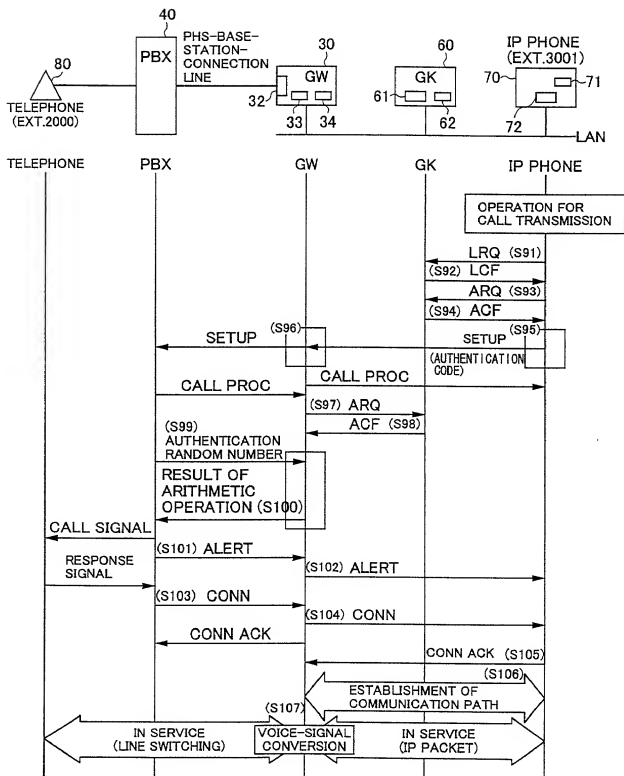 40
30
60
IP PHONE
(EXT.3001)
80
PBX
PHS-BASE-
STATION-
CONNECTION
LINE
GW
GK
70
71
32
33
34
61
62
72
TELEPHONE
(EXT.2000)
LAN
TELEPHONE
PBX
GW
GK
IP PHONE
OPERATION FOR
CALL TRANSMISSION
LRQ (S91)
(S92) LCF
ARQ (S93)
(S94) ACF
(S96)
(S95)
SETUP
SETUP
(AUTHENTICATION
CODE)
CALL PROC
CALL PROC
(S97) ARQ
ACF (S98)
(S99)
AUTHENTICATION
RANDOM NUMBER
RESULT OF
ARITHMETIC
OPERATION (S100)
CALL SIGNAL
(S101) ALERT
(S102) ALERT
RESPONSE
SIGNAL
(S103) CONN
(S104) CONN
CONN ACK
CONN ACK (S105)
(S106)
ESTABLISHMENT OF
COMMUNICATION PATH
(S107)
IN SERVICE
(LINE SWITCHING)
VOICE-SIGNAL
CONVERSION
IN SERVICE
(IP PACKET)